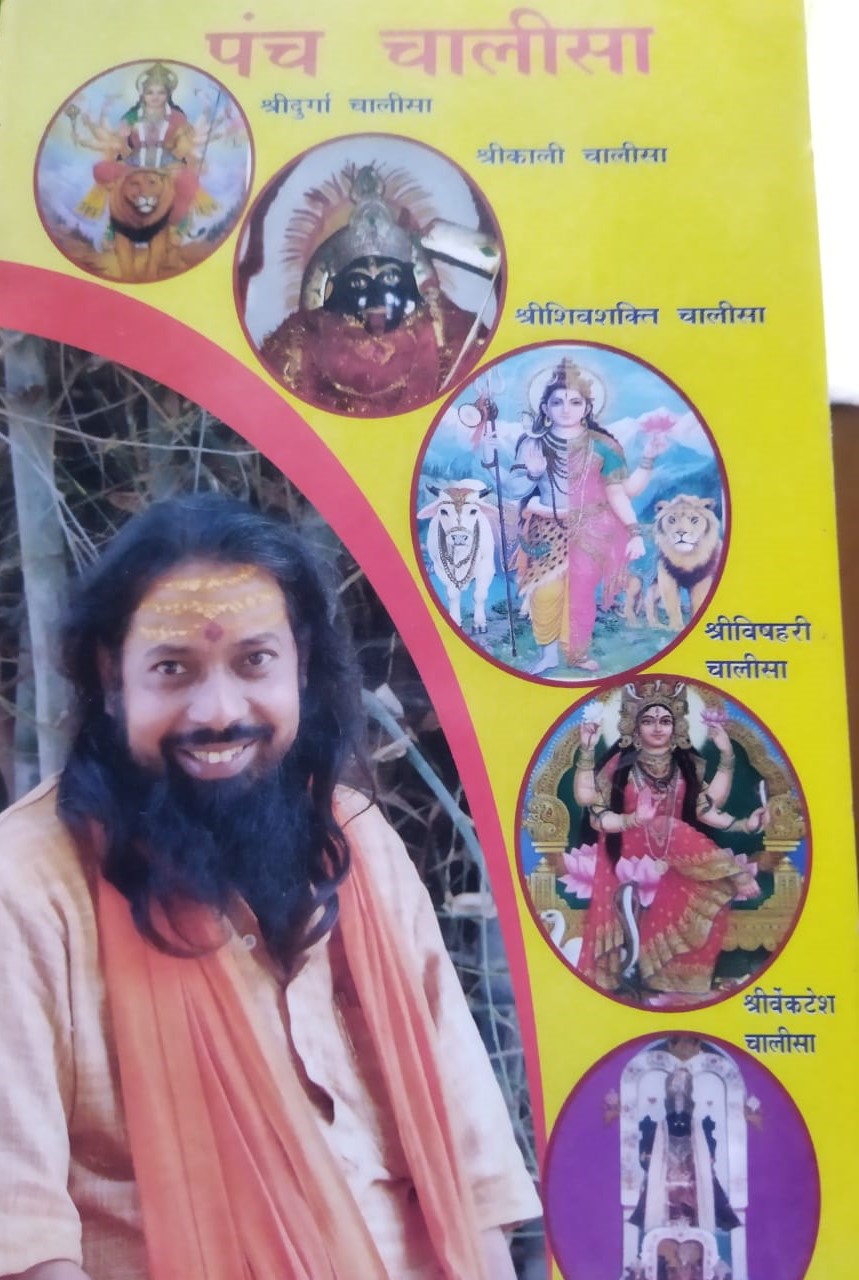 पंच चालीसा
श्रीदुर्गा चालीसा
श्रीकाली चालीसा
श्रीशिवशक्ति चालीसा
श्रीविषहरी
चालीसा
श्रीर्वेकटेश
चालीसा